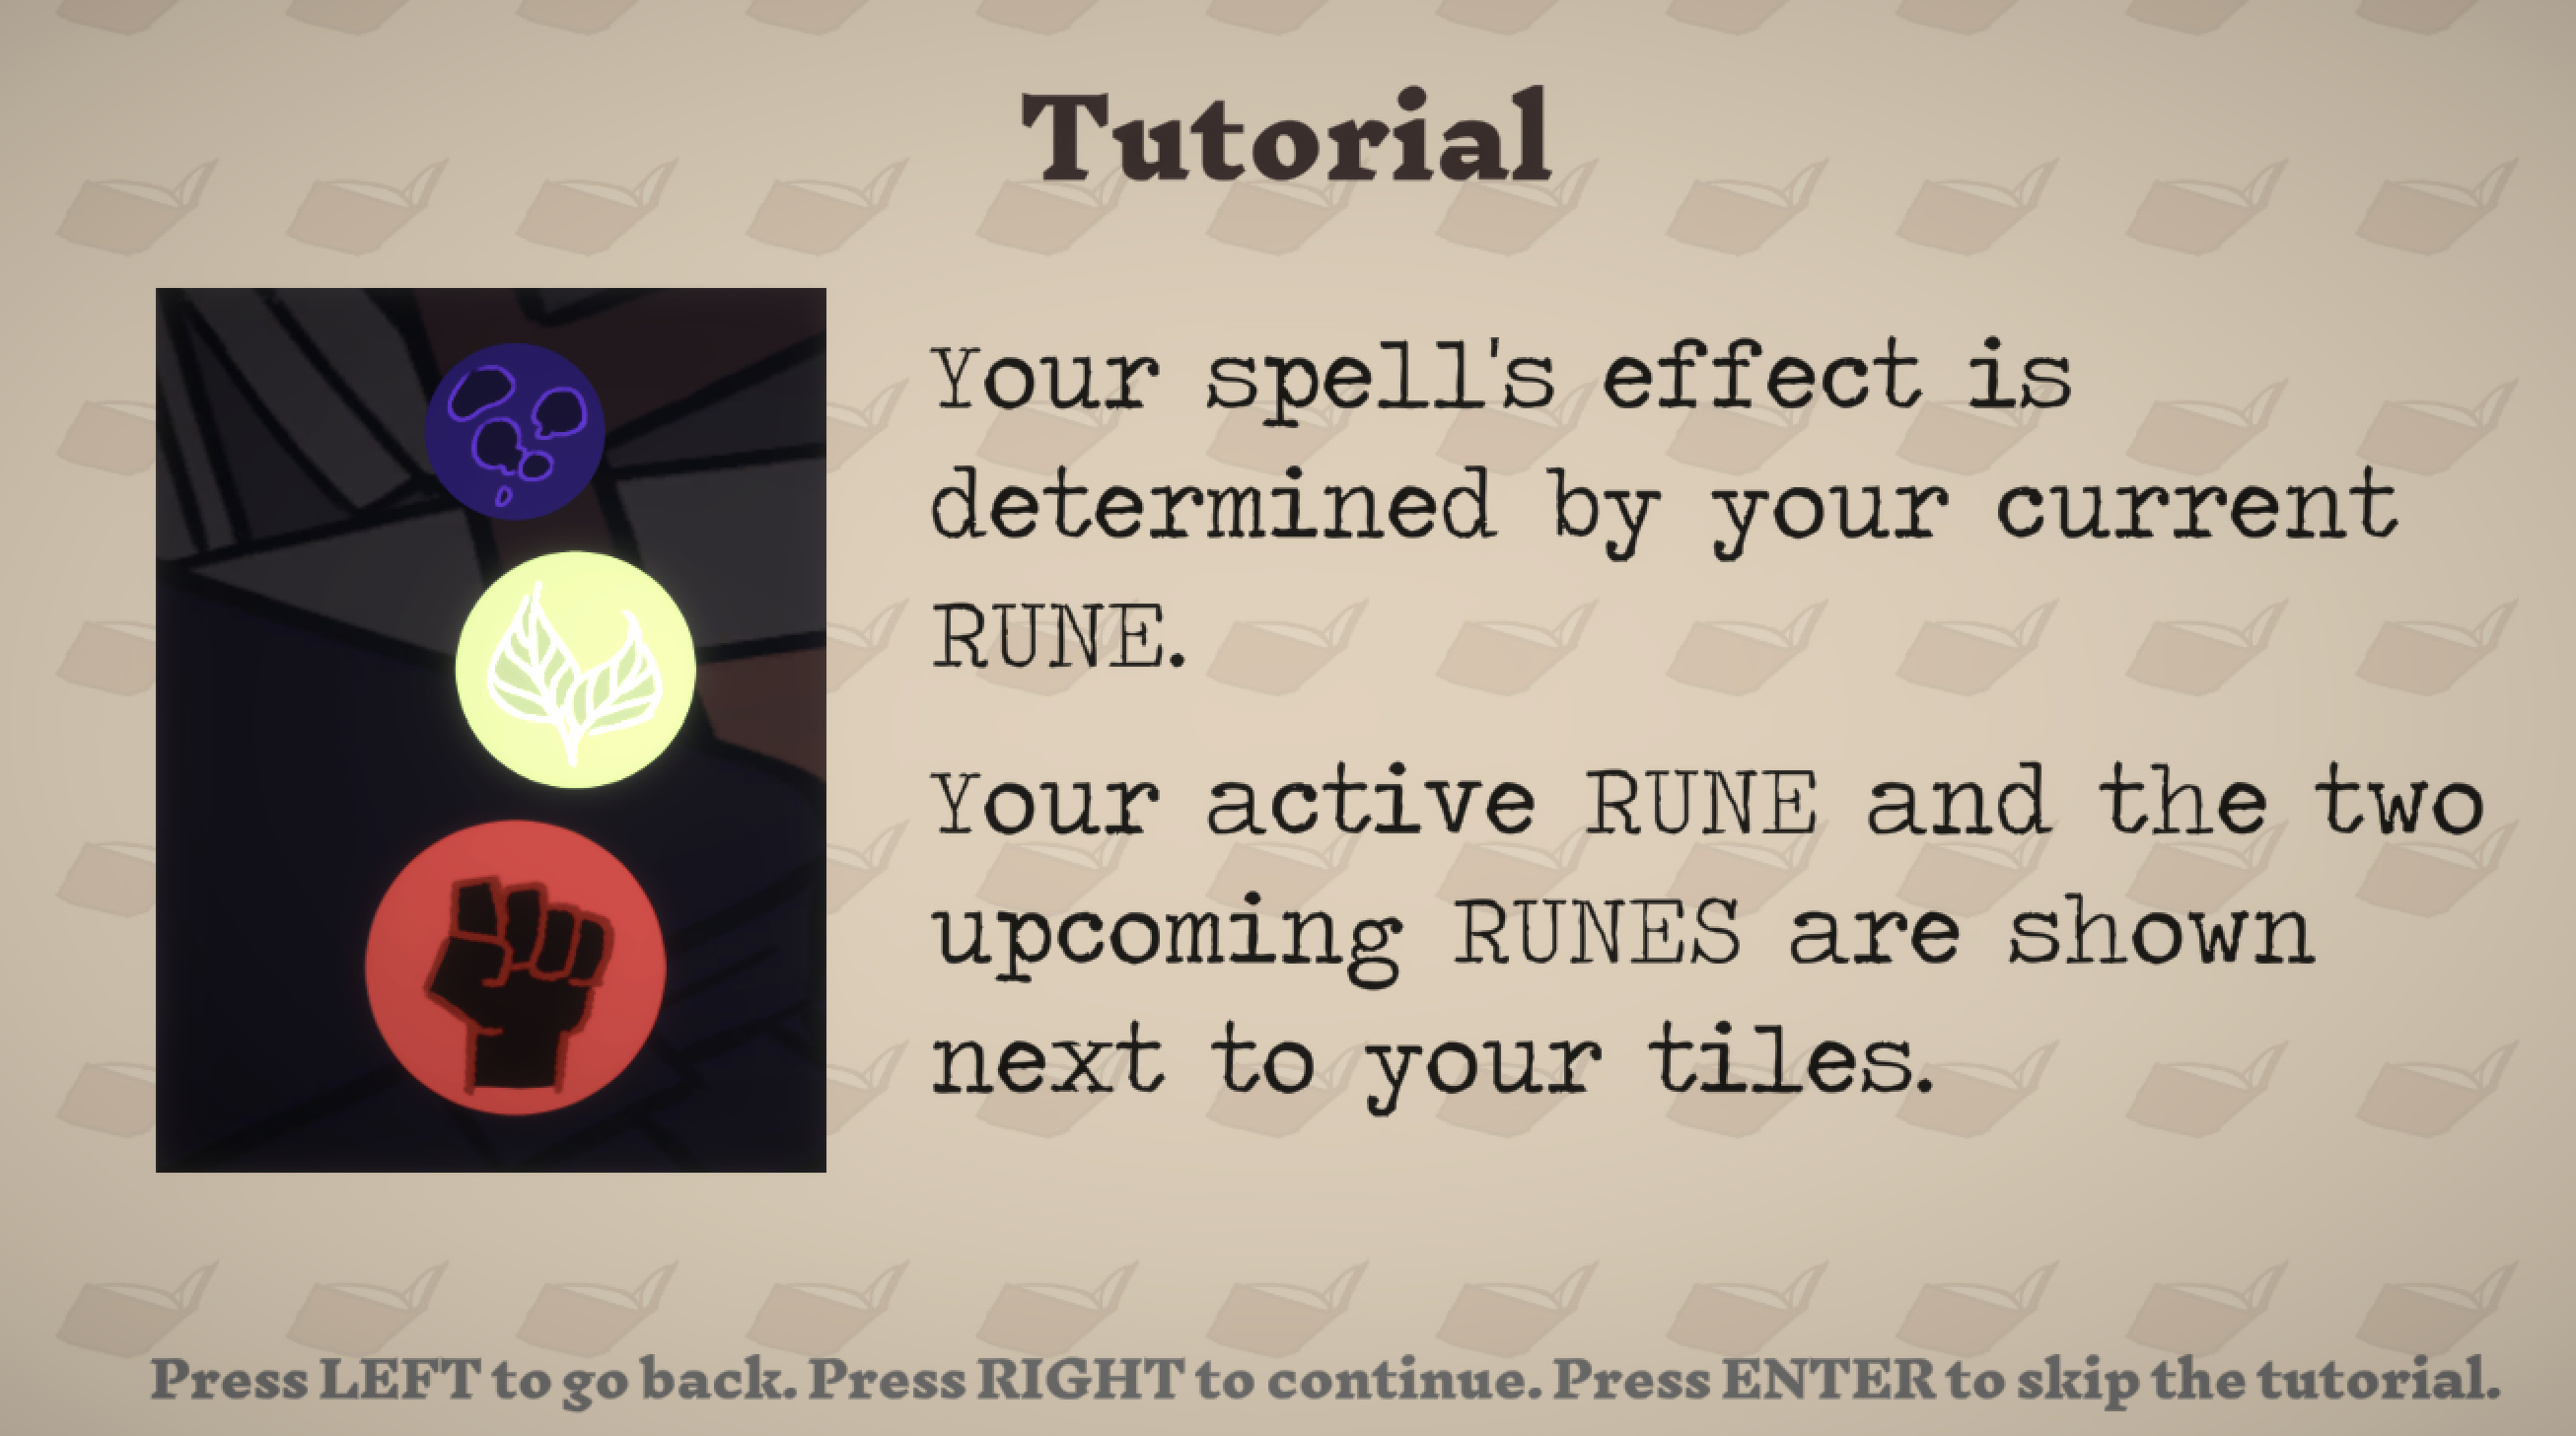 Tutorial
Your spell's effect is
determined by your current
RUNE.
Your active RUNE and the two
upcoming RUNES are shown
next to your tiles.
Press LEFT to go back. Press RIGHT to continue. Press ENTER to skip the tutorial.